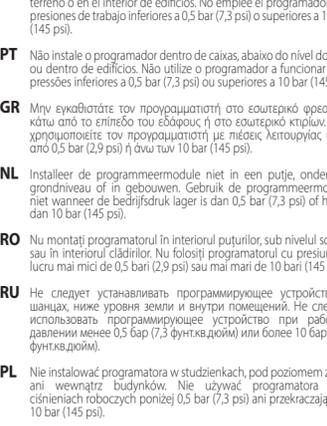 terreno o en el interior de edificios. No emplee el programador
presiones de trabajo inferiores a 0,5 bar (7,3 psi) o superiores a 1
(145 psi).
PT Não instale o programador dentro de caixas, abaixo do nível do
ou dentro de edifícios. Não utilize o programador a funcionar
pressões inferiores a 0,5 bar (7,3 psi) ou superiores a 10 bar (145
GR Μην εγκαθιστάτε τον προγραμματιστή στο εσωτερικό φρεα
κάτω από το επίπεδο του εδάφους ή στο εσωτερικό κτιρίων.
χρησιμοποιείτε τον προγραμματιστή με πιέσεις λειτουργίας
από 0,5 bar (2,9 psi) ή άνω των 10 bar (145 psi).
NL Installeer de programmeermodule niet in een putje, onder
grondniveau of in gebouwen. Gebruik de programmeermo
niet wanneer de bedrijfsdruk lager is dan 0,5 bar (7,3 psi) of h
dan 10 bar (145 psi).
RO Nu montați programatorul în interiorul puțurilor, sub nivelul so
sau în interiorul clădirilor. Nu folosiți programatorul cu presiun
lucru mai mici de 0,5 bari (2,9 psi) sau mai mari de 10 bari (145
RU Не следует устанавливать программирующее устройст
шанцах, ниже уровня земли и внутри помещений. Не сле
использовать программирующее устройство при рабо
давлении менее 0,5 бар (7,3 фунт.кв.дюйм) или более 10 бар
фунт.кв.дюйм).
PL Nie instalować programatora w studzienkach, pod poziomem z
ani wewnątrz budynków. Nie używać programatora
ciśnieniach roboczych poniżej 0,5 bar (7,3 psi) ani przekraczają
10 bar (145 psi).